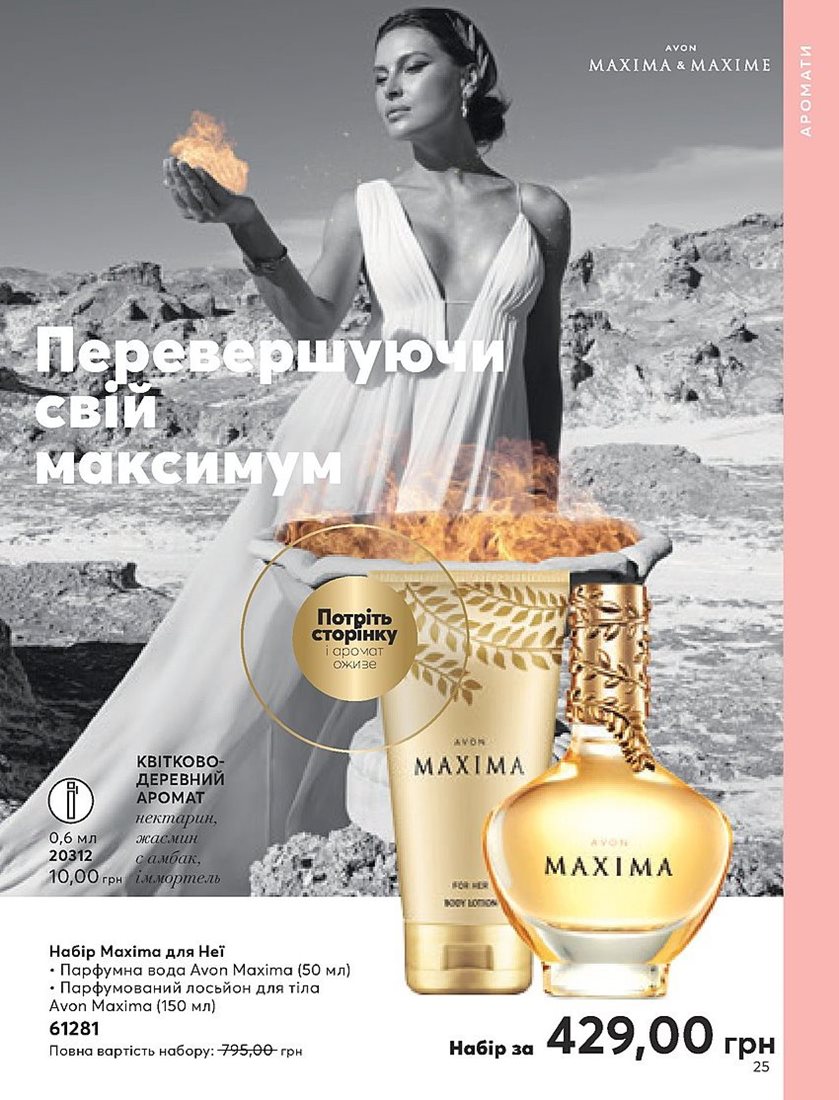 AVON
MAXIMA & MAXIME
АРОМАТИ
Перевершуючи
свій
максимум
Потріть
сторінку
і аромат
оживе
AVON
MAXIMA
FOR HER
BODY LOTION
AVON
MAXIMA
КВІТКОВО-
ДЕРЕВНИЙ
АРОМАТ
нектарин,
жасмин
самбак,
імортель
0,6 мл
20312
10,00 грн
Набір Maxima для Неї
• Парфумна вода Avon Maxima (50 мл)
• Парфумований лосьйон для тіла
Avon Maxima (150 мл)
61281
Повна вартість набору: 795,00 грн
Набір за 429,00 грн
25